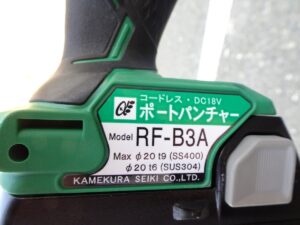 コードレス・DC18V
ポートパンチャー
Model RF-B3A
Max φ20 t9 (SS400)
φ20 t6 (SUS304)
KAMEKURA SEIKI CO.,LTD.